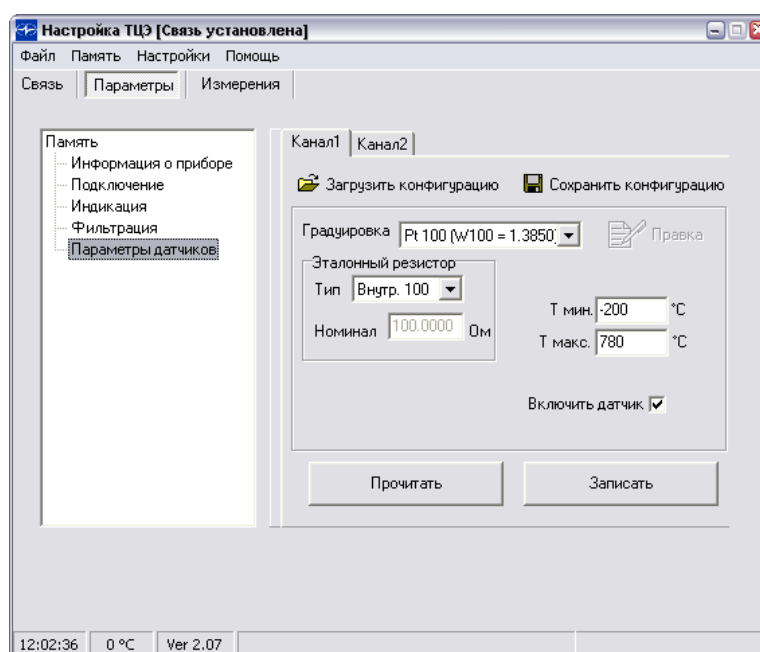 Настройка ТЦЭ [Связь установлена]
Файл Память Настройки Помощь
Связь Параметры Измерения
Память
Информация о приборе
Подключение
Индикация
Фильтрация
Параметры датчиков
Канал1 Канал2
Загрузить конфигурацию Сохранить конфигурацию
Градуировка Pt 100 (W100 = 1.3850) Правка
Эталонный резистор
Тип Внутр. 100
Номинал 100.0000 Ом
Т мин. -200 °C
Т макс. 780 °C
Включить датчик
Прочитать Записать
12:02:36 0 °C Ver 2.07